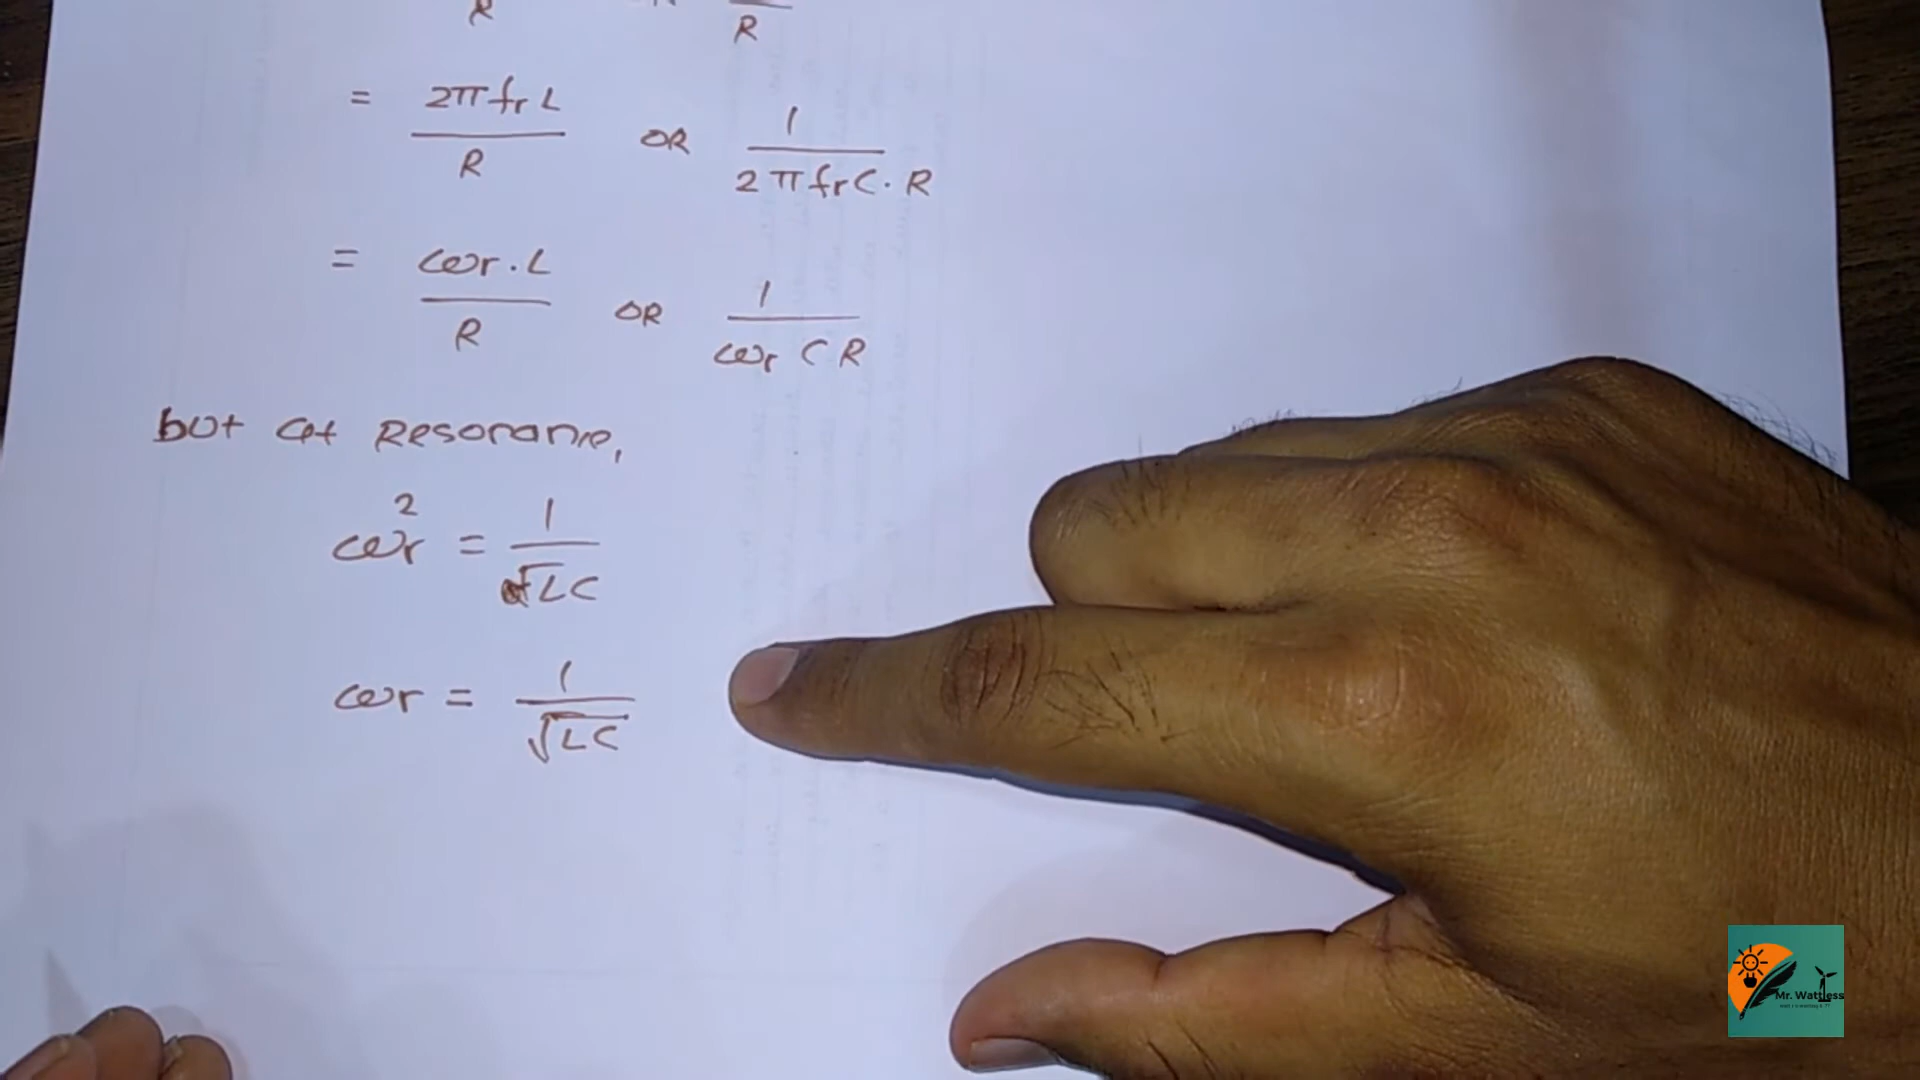 R
= 2πfrL / R OR 1 / 2πfrC.R
= ωr.L / R OR 1 / ωr C R
but at Resonance,
ωr² = 1 / √LC
ωr = 1 / √LC
Mr. Wattless